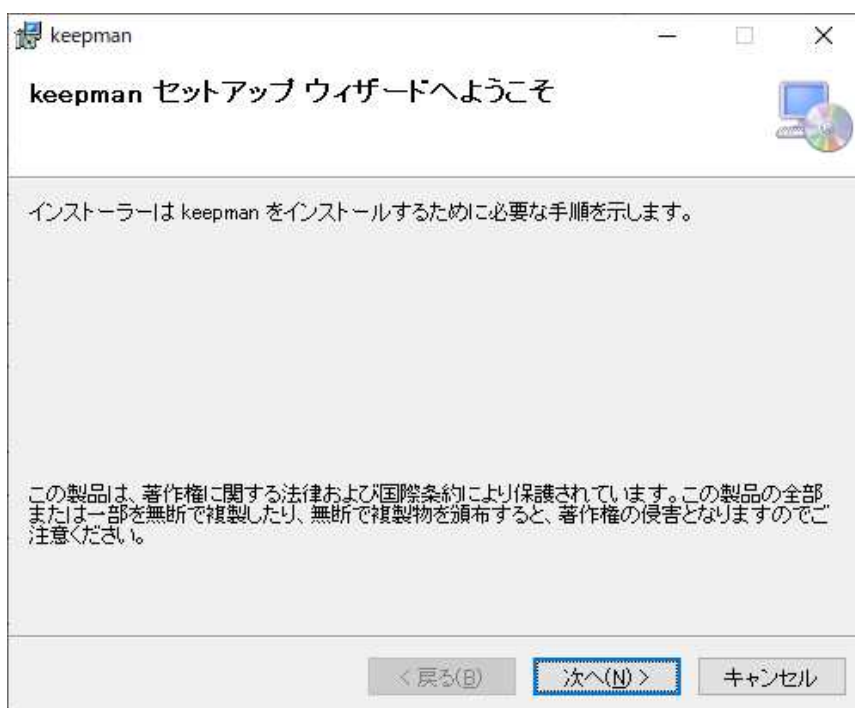 keepman
keepman セットアップ ウィザードへようこそ
インストーラーは keepman をインストールするために必要な手順を示します。
この製品は、著作権に関する法律および国際条約により保護されています。この製品の全部
または一部を無断で複製したり、無断で複製物を頒布すると、著作権の侵害となりますのでご
注意ください。
< 戻る(B)
次へ(N) >
キャンセル